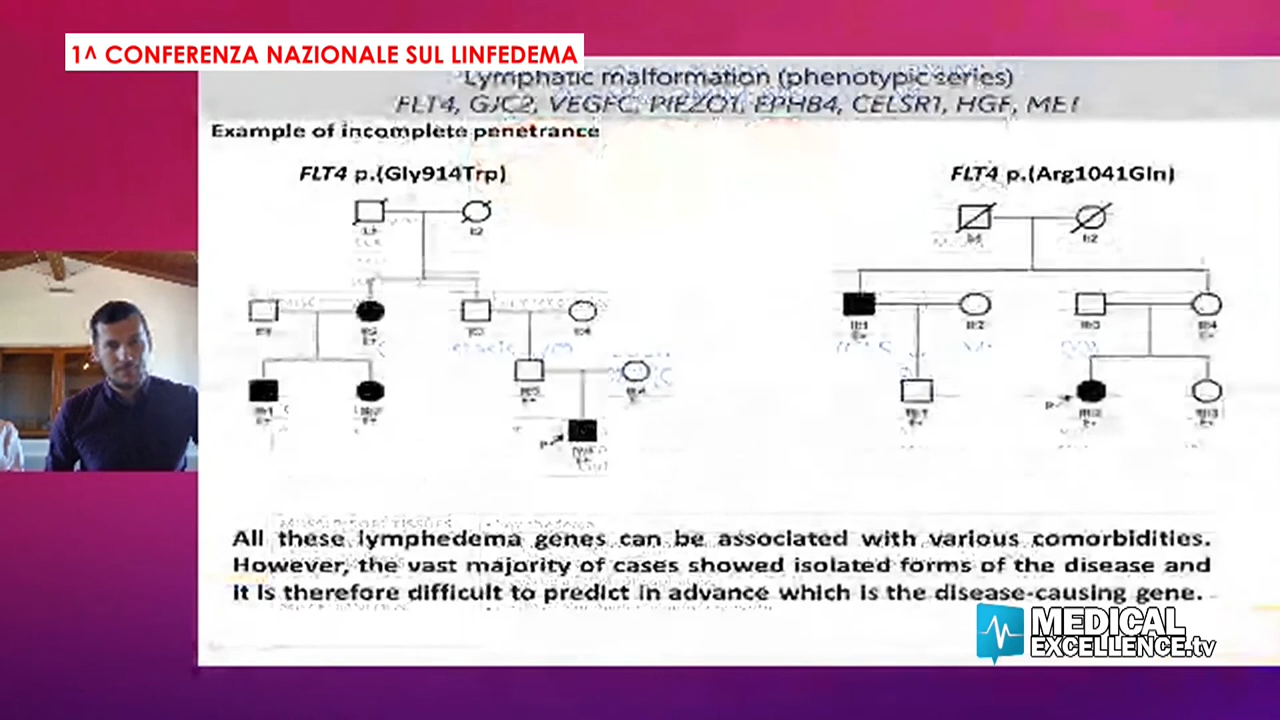 1^ CONFERENZA NAZIONALE SUL LINFEDEMA
Lymphatic malformation (phenotypic series)
FLT4, GJC2, VEGFC, PIEZO1, EPHB4, CELSR1, HGF, MET
Example of incomplete penetrance
FLT4 p.(Gly914Trp)
FLT4 p.(Arg1041Gln)
All these lymphedema genes can be associated with various comorbidities.
However, the vast majority of cases showed isolated forms of the disease and
it is therefore difficult to predict in advance which is the disease-causing gene.
MEDICAL
EXCELLENCE.tv